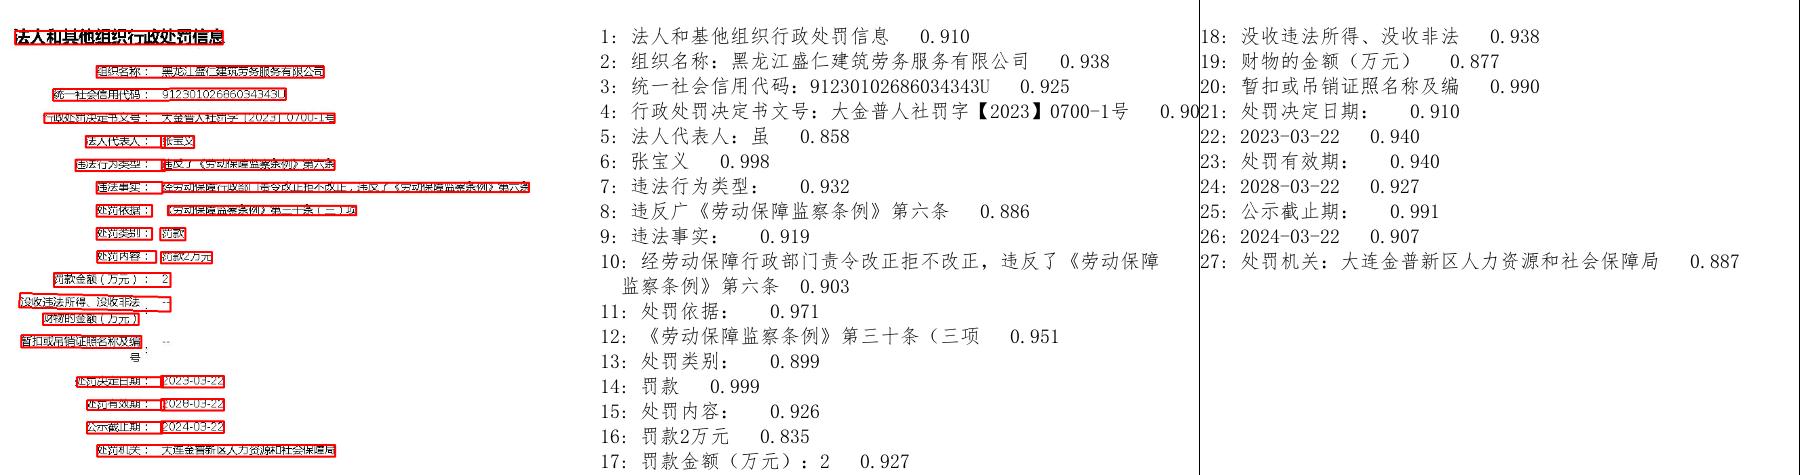 法人和其他组织行政处罚信息
组织名称： 黑龙江盛仁建筑劳务服务有限公司
统一社会信用代码： 91230102686034343U
行政处罚决定书文号： 大金普人社罚字【2023】0700-1号
法人代表人： 张宝义
违法行为类型： 违反了《劳动保障监察条例》第六条
违法事实： 经劳动保障行政部门责令改正拒不改正，违反了《劳动保障监察条例》第六条
处罚依据： 《劳动保障监察条例》第三十条（三）项
处罚类别： 罚款
处罚内容： 罚款2万元
罚款金额（万元）： 2
没收违法所得、没收非法 --
财物的金额（万元）：
暂扣或吊销证照名称及编 --
号：
处罚决定日期： 2023-03-22
处罚有效期： 2028-03-22
公示截止期： 2024-03-22
处罚机关： 大连金普新区人力资源和社会保障局
1: 法人和基他组织行政处罚信息 0.910
2: 组织名称：黑龙江盛仁建筑劳务服务有限公司 0.938
3: 统一社会信用代码：91230102686034343U 0.925
4: 行政处罚决定书文号：大金普人社罚字【2023】0700-1号 0.90
5: 法人代表人：虽 0.858
6: 张宝义 0.998
7: 违法行为类型： 0.932
8: 违反广《劳动保障监察条例》第六条 0.886
9: 违法事实： 0.919
10: 经劳动保障行政部门责令改正拒不改正，违反了《劳动保障
监察条例》第六条 0.903
11: 处罚依据： 0.971
12: 《劳动保障监察条例》第三十条（三项 0.951
13: 处罚类别： 0.899
14: 罚款 0.999
15: 处罚内容： 0.926
16: 罚款2万元 0.835
17: 罚款金额（万元）：2 0.927
18: 没收违法所得、没收非法 0.938
19: 财物的金额（万元） 0.877
20: 暂扣或吊销证照名称及编 0.990
21: 处罚决定日期： 0.910
22: 2023-03-22 0.940
23: 处罚有效期： 0.940
24: 2028-03-22 0.927
25: 公示截止期： 0.991
26: 2024-03-22 0.907
27: 处罚机关：大连金普新区人力资源和社会保障局 0.887